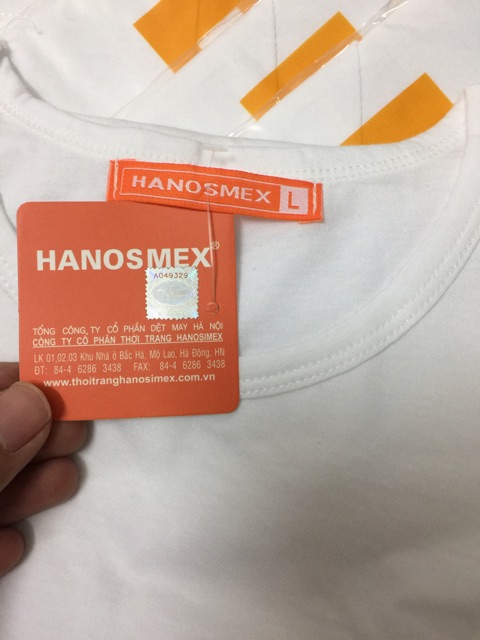 HANOSMEX L
HANOSMEX®
A049329
TỔNG CÔNG TY CỔ PHẦN DỆT MAY HÀ NỘI
CÔNG TY CỔ PHẦN THỜI TRANG HANOSIMEX
LK 01,02,03 Khu Nhà ở Bắc Hà, Mộ Lao, Hà Đông, HN
ĐT: 84-4 6286 3438 FAX: 84-4 6286 3438
www.thoitranghanosimex.com.vn